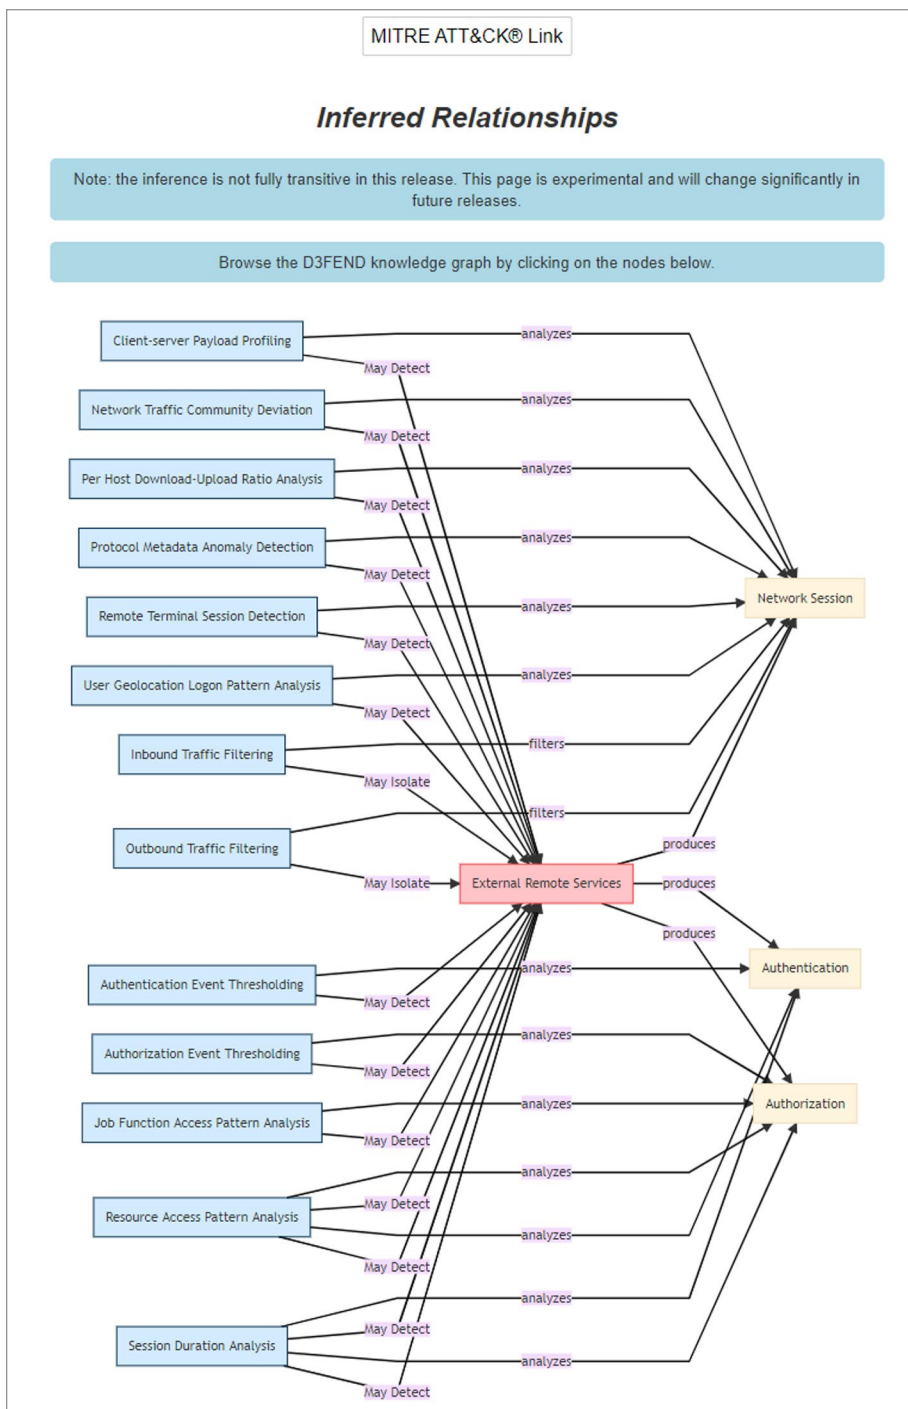 MITRE ATT&CK® Link
Inferred Relationships
Note: the inference is not fully transitive in this release. This page is experimental and will change significantly in
future releases.
Browse the D3FEND knowledge graph by clicking on the nodes below.
Client-server Payload Profiling
analyzes
May Detect
Network Traffic Community Deviation
analyzes
May Detect
Per Host Download-Upload Ratio Analysis
analyzes
May Detect
Protocol Metadata Anomaly Detection
analyzes
May Detect
Network Session
Remote Terminal Session Detection
analyzes
May Detect
User Geolocation Logon Pattern Analysis
analyzes
May Detect
Inbound Traffic Filtering
filters
May Isolate
Outbound Traffic Filtering
filters
May Isolate
External Remote Services
produces
produces
produces
Authentication Event Thresholding
analyzes
Authentication
May Detect
Authorization Event Thresholding
analyzes
May Detect
Job Function Access Pattern Analysis
analyzes
Authorization
May Detect
Resource Access Pattern Analysis
analyzes
May Detect
analyzes
May Detect
Session Duration Analysis
analyzes
May Detect
analyzes
May Detect